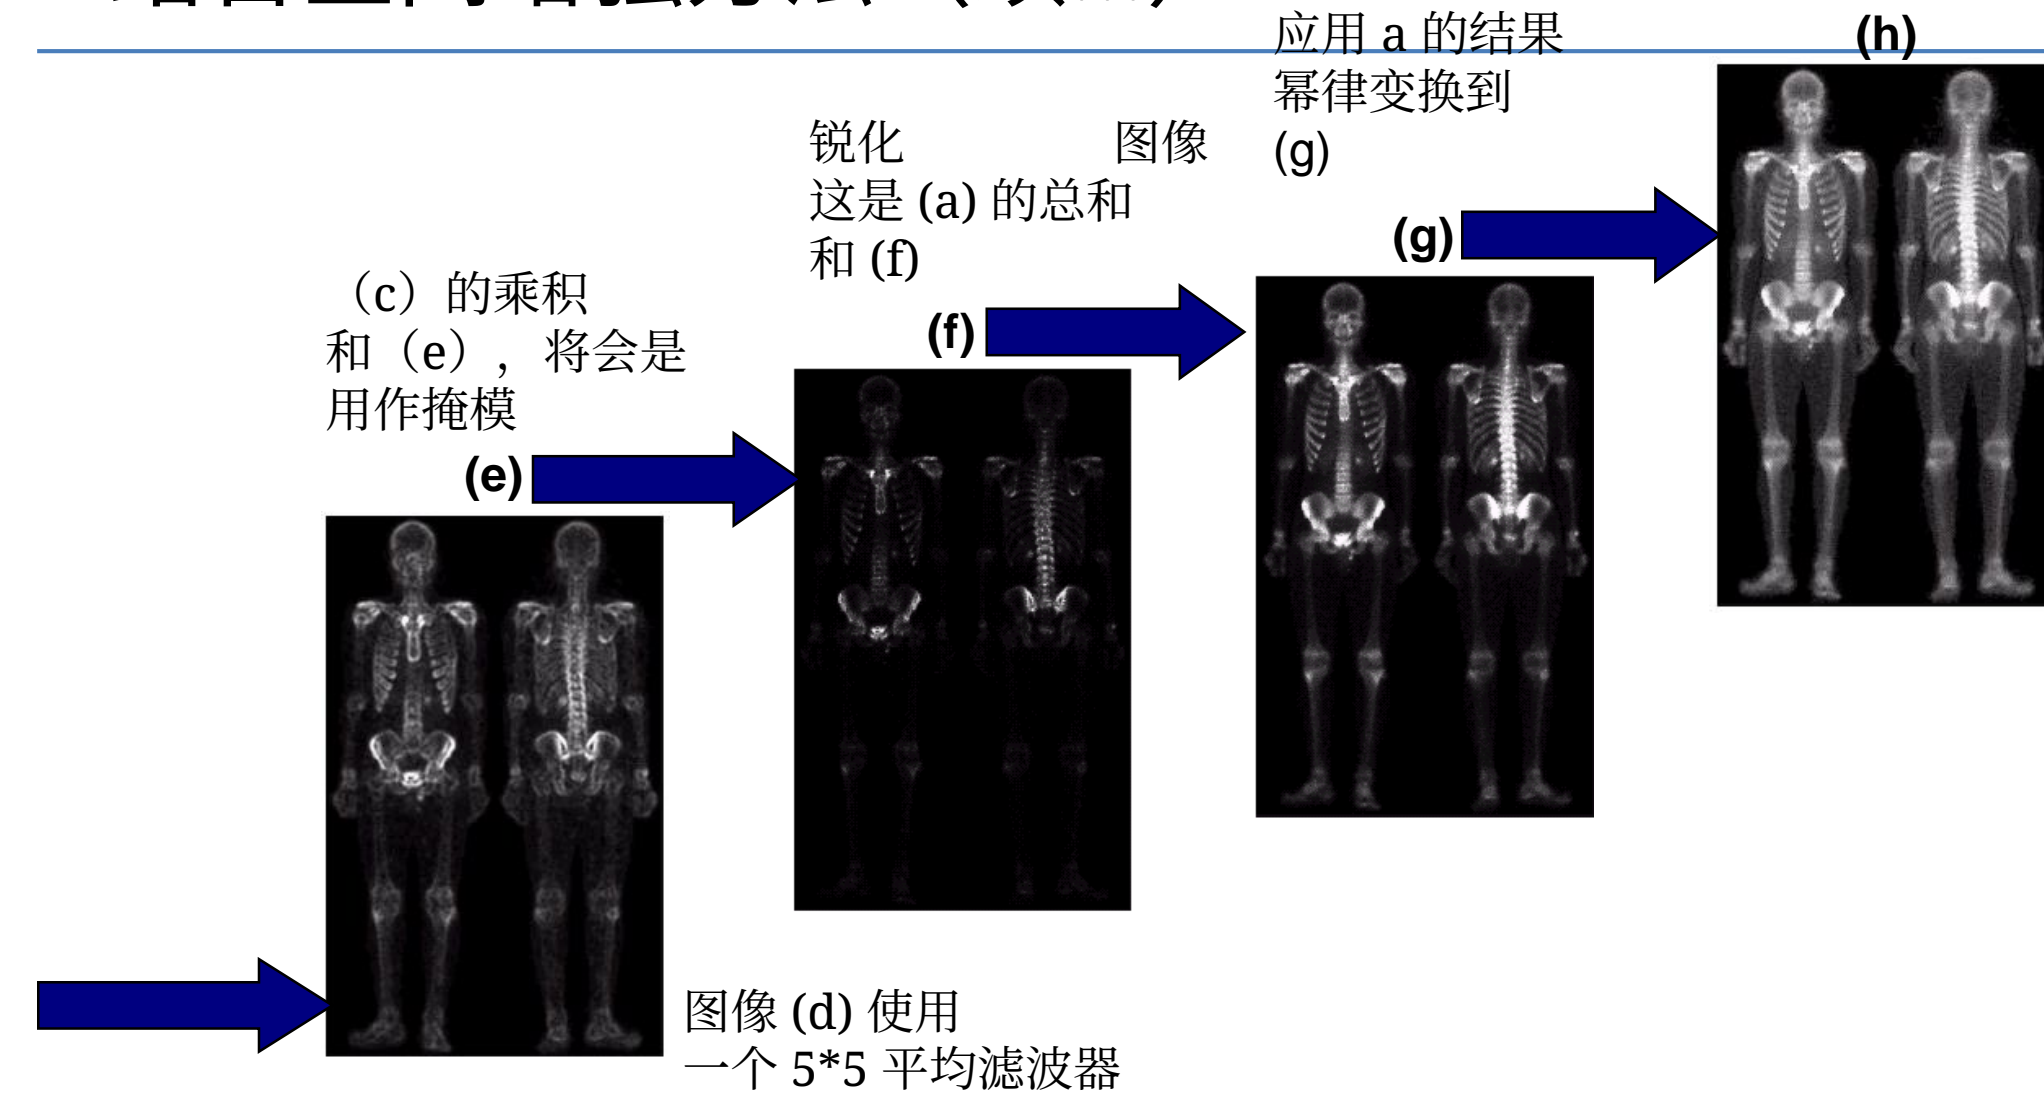 应用 a 的结果
幂律变换到
(g)
(h)
锐化 图像
这是 (a) 的总和
和 (f)
(g)
（c）的乘积
和（e），将会是
用作掩模
(f)
(e)
图像 (d) 使用
一个 5*5 平均滤波器